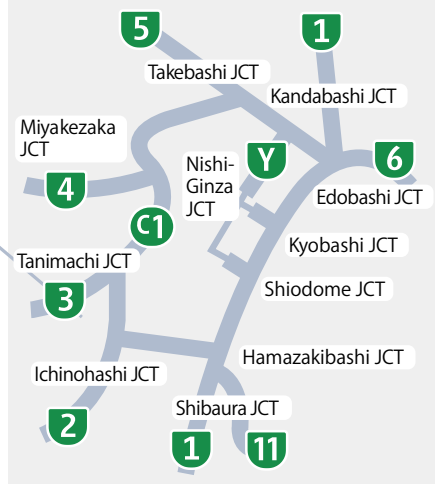 5
1
Takebashi JCT
Kandabashi JCT
Miyakezaka
JCT
Nishi-
Ginza
JCT
Y
6
4
Edobashi JCT
C1
Kyobashi JCT
Tanimachi JCT
Shiodome JCT
3
Hamazakibashi JCT
Ichinohashi JCT
Shibaura JCT
2
1
11